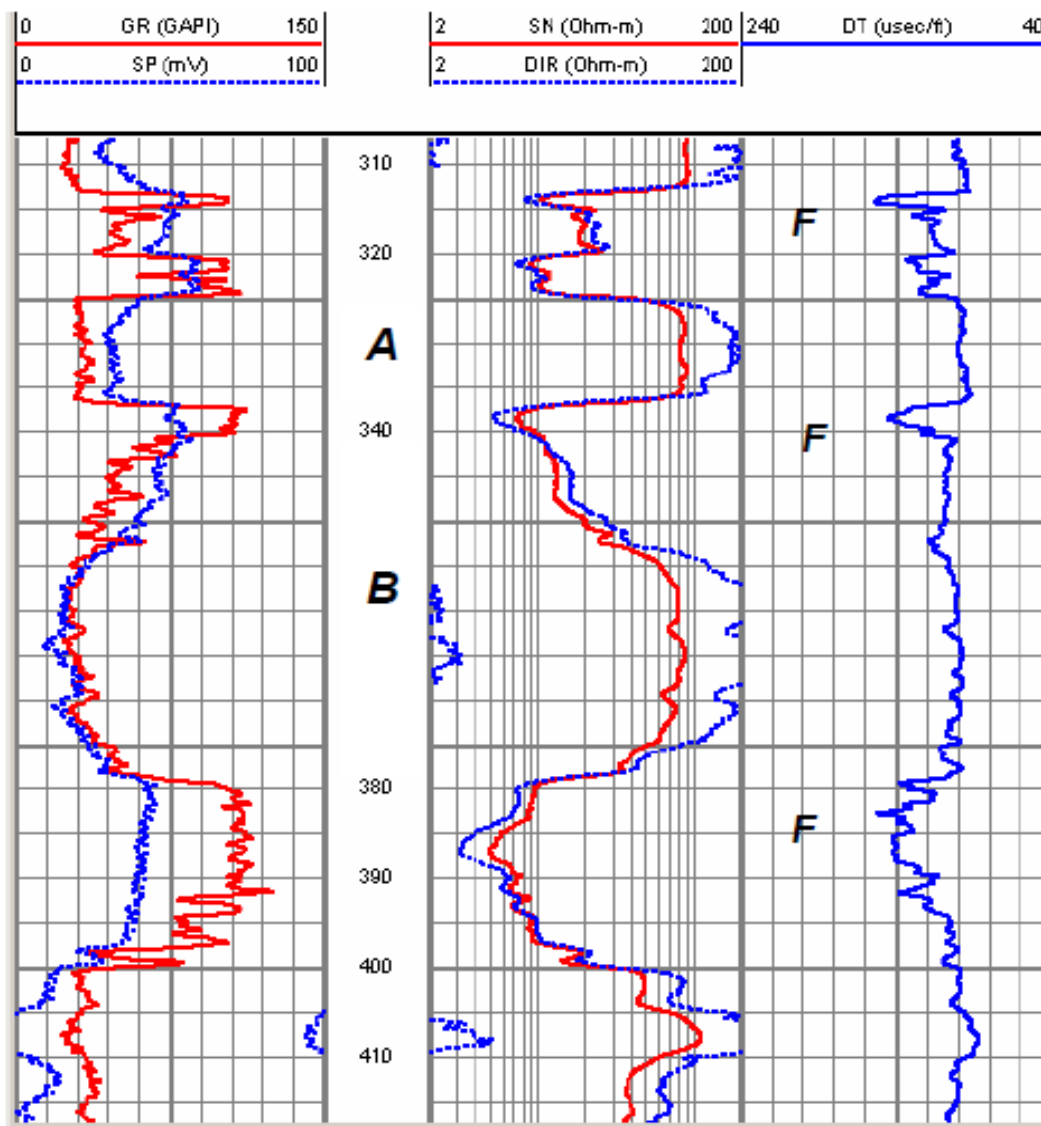 0 GR (GAPI) 150
0 SP (mV) 100
2 SN (Ohm-m) 200
2 DIR (Ohm-m) 200
240 DT (usec/ft) 40
310
F
320
A
340
F
B
380
F
390
400
410